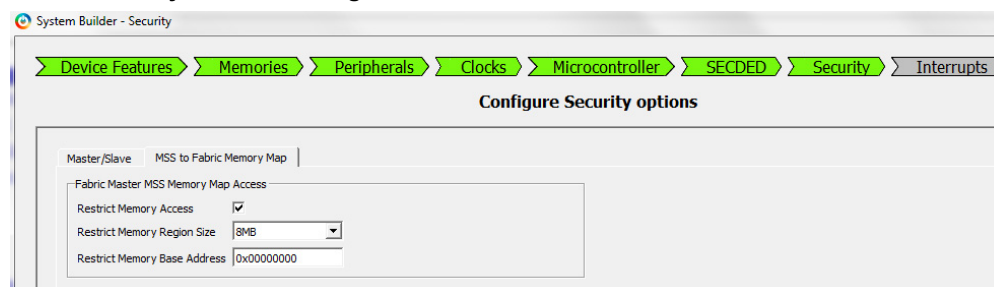 System Builder - Security
Device Features Memories Peripherals Clocks Microcontroller SECDED Security Interrupts
Configure Security options
Master/Slave MSS to Fabric Memory Map
Fabric Master MSS Memory Map Access
Restrict Memory Access
Restrict Memory Region Size 8MB
Restrict Memory Base Address 0x00000000